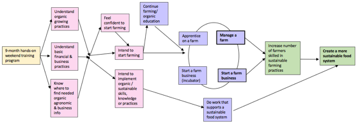 9-month hands-on
weekend training
program
Understand
organic
growing
practices
Understand
basic
financial &
business
practices
Know
where to
find needed
organic
agronomic
& business
info
Feel
confident to
start farming
Intend to
start farming
Intend to
implement
organic /
sustainable
skills,
knowledge
or practices
Continue
farming/
organic
education
Apprentice
on a farm
Start a farm
business
(incubator)
Manage a
farm
Start a farm
business
Do work that
supports a
sustainable
food system
Increase number
of farmers
skilled in
sustainable
farming
practices
Create a more
sustainable food
system